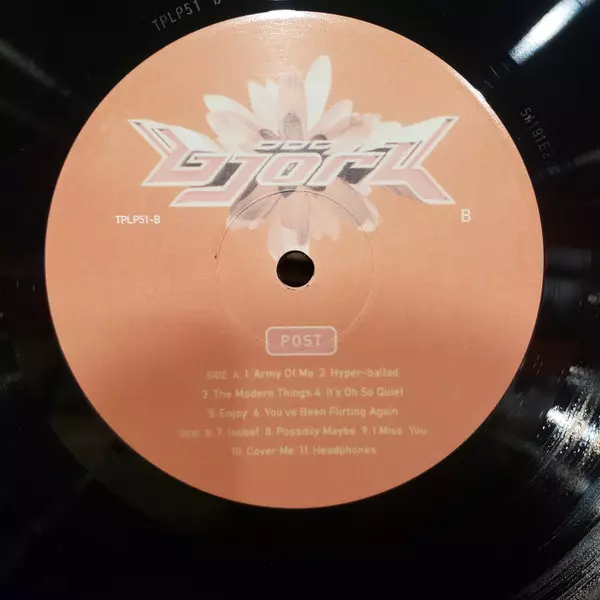 TPLP51 B
björk
TPLP51-B
B
POST
SIDE A. 1. Army Of Me 2. Hyper-ballad
3. The Modern Things 4. It's Oh So Quiet
5. Enjoy 6. You've Been Flirting Again
SIDE B. 7. Isobel 8. Possibly Maybe 9. I Miss You
10. Cover Me 11. Headphones